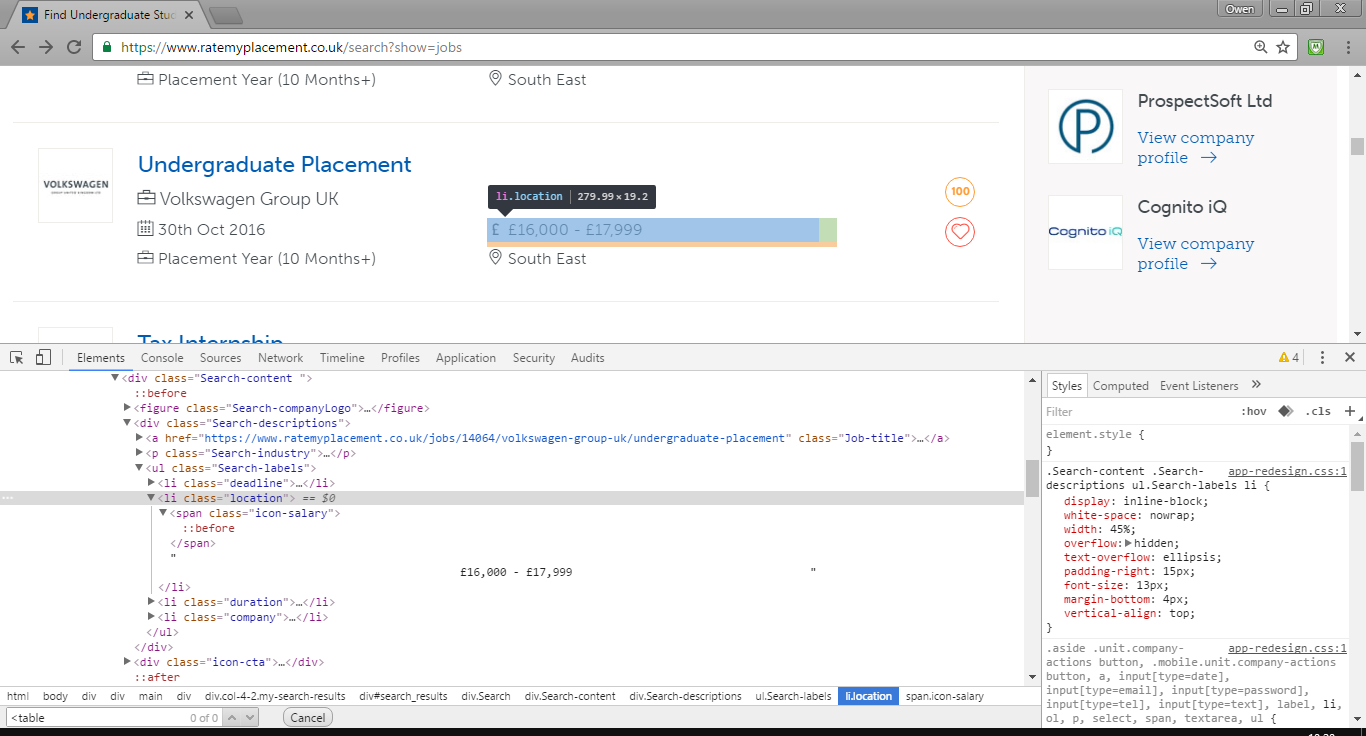 Find Undergraduate Stud
Owen
https://www.ratemyplacement.co.uk/search?show=jobs
Placement Year (10 Months+)
South East
VOLKSWAGEN
Undergraduate Placement
Volkswagen Group UK
li.location 279.99 × 19.2
100
30th Oct 2016
£ £16,000 - £17,999
Placement Year (10 Months+)
South East
Tax Internship
ProspectSoft Ltd
View company
profile →
Cognito iQ
Cognito iQ
View company
profile →
Elements Console Sources Network Timeline Profiles Application Security Audits
4
<div class="Search-content ">
::before
<figure class="Search-companyLogo">…</figure>
<div class="Search-descriptions">
<a href="https://www.ratemyplacement.co.uk/jobs/14064/volkswagen-group-uk/undergraduate-placement" class="Job-title">…</a>
<p class="Search-industry">…</p>
<ul class="Search-labels">
<li class="deadline">…</li>
<li class="location"> == $0
<span class="icon-salary">
::before
</span>
"
£16,000 - £17,999 "
</li>
<li class="duration">…</li>
<li class="company">…</li>
</ul>
</div>
<div class="icon-cta">…</div>
::after
html body div div main div div.col-4-2.my-search-results div#search_results div.Search div.Search-content div.Search-descriptions ul.Search-labels li.location span.icon-salary
<table
0 of 0
Cancel
Styles Computed Event Listeners »
Filter :hov .cls +
element.style {
}
.Search-content .Search- app-redesign.css:1
descriptions ul.Search-labels li {
display: inline-block;
white-space: nowrap;
width: 45%;
overflow: hidden;
text-overflow: ellipsis;
padding-right: 15px;
font-size: 13px;
margin-bottom: 4px;
vertical-align: top;
}
.aside .unit.company- app-redesign.css:1
actions button, .mobile.unit.company-actions
button, a, input[type=date],
input[type=email], input[type=password],
input[type=tel], input[type=text], label, li,
ol, p, select, span, textarea, ul {